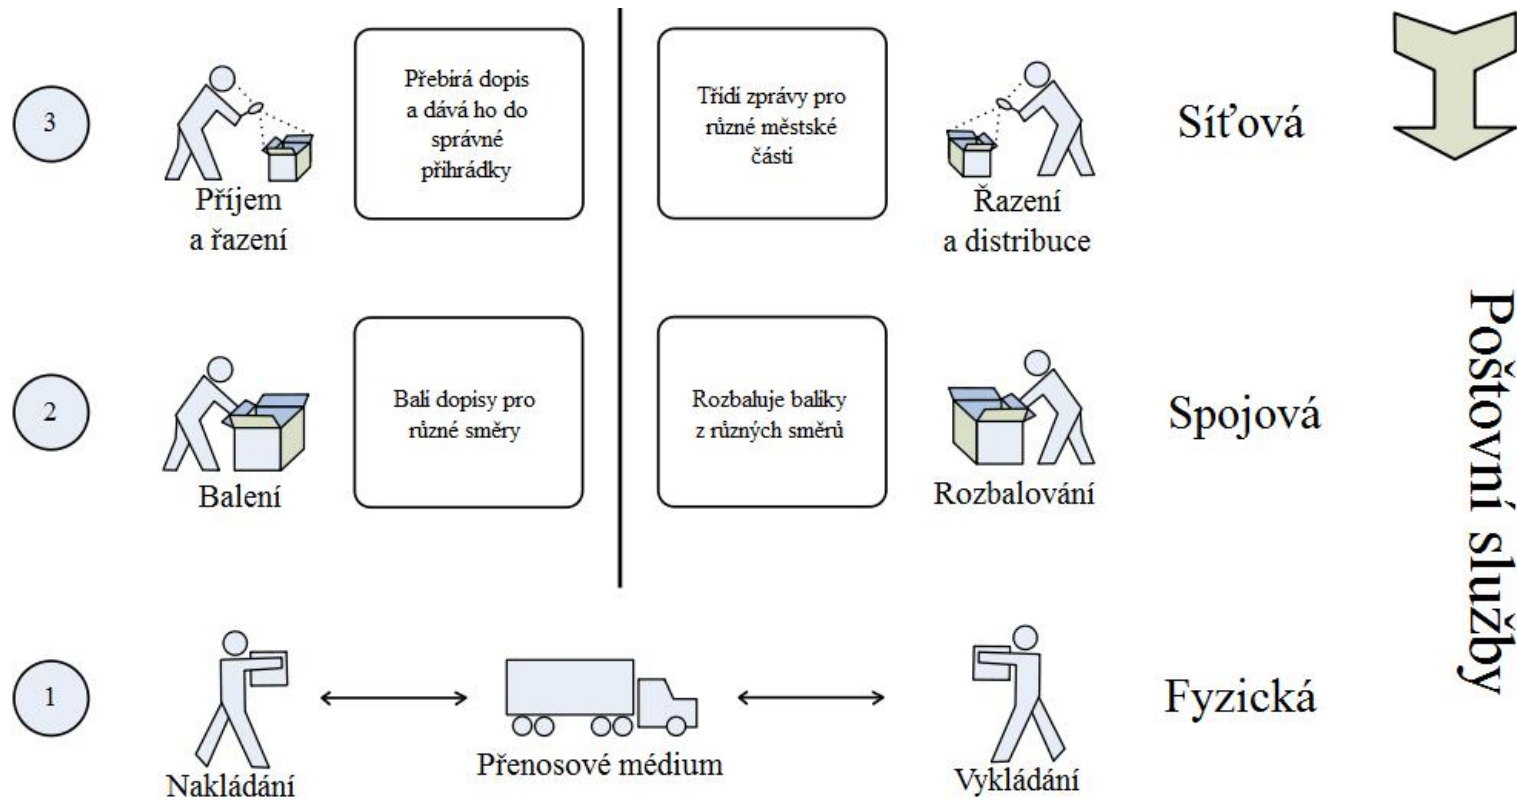 3
Příjem
a řazení
Přebírá dopis
a dává ho do
správné
přihrádky
Třídí zprávy pro
různé městské
části
Řazení
a distribuce
Síťová
2
Balení
Balí dopisy pro
různé směry
Rozbaluje balíky
z různých směrů
Rozbalování
Spojová
1
Nakládání
Přenosové médium
Vykládání
Fyzická
Poštovní služby